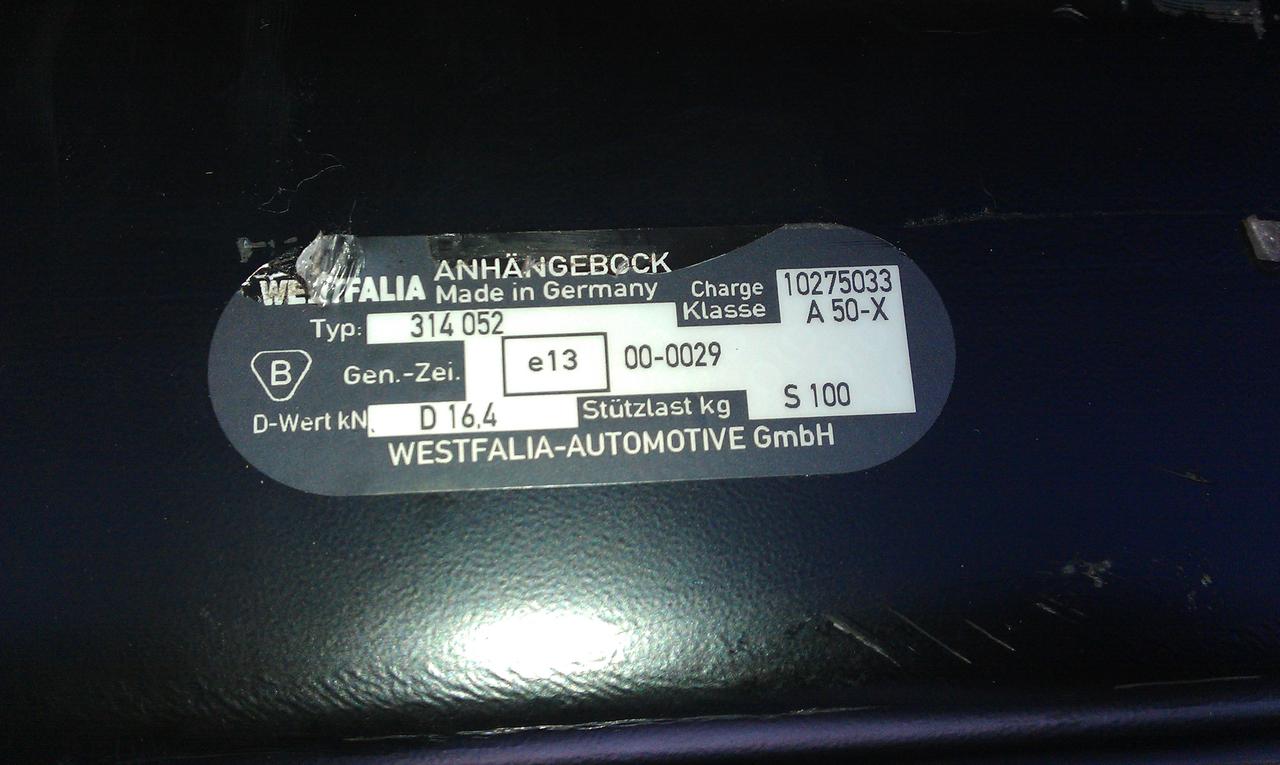 ANHÄNGEBOCK
WESTFALIA Made in Germany Charge 10275033
Klasse A 50-X
Typ: 314 052
B Gen.-Zei. e13 00-0029
D-Wert kN D 16,4 Stützlast kg S 100
WESTFALIA-AUTOMOTIVE GmbH